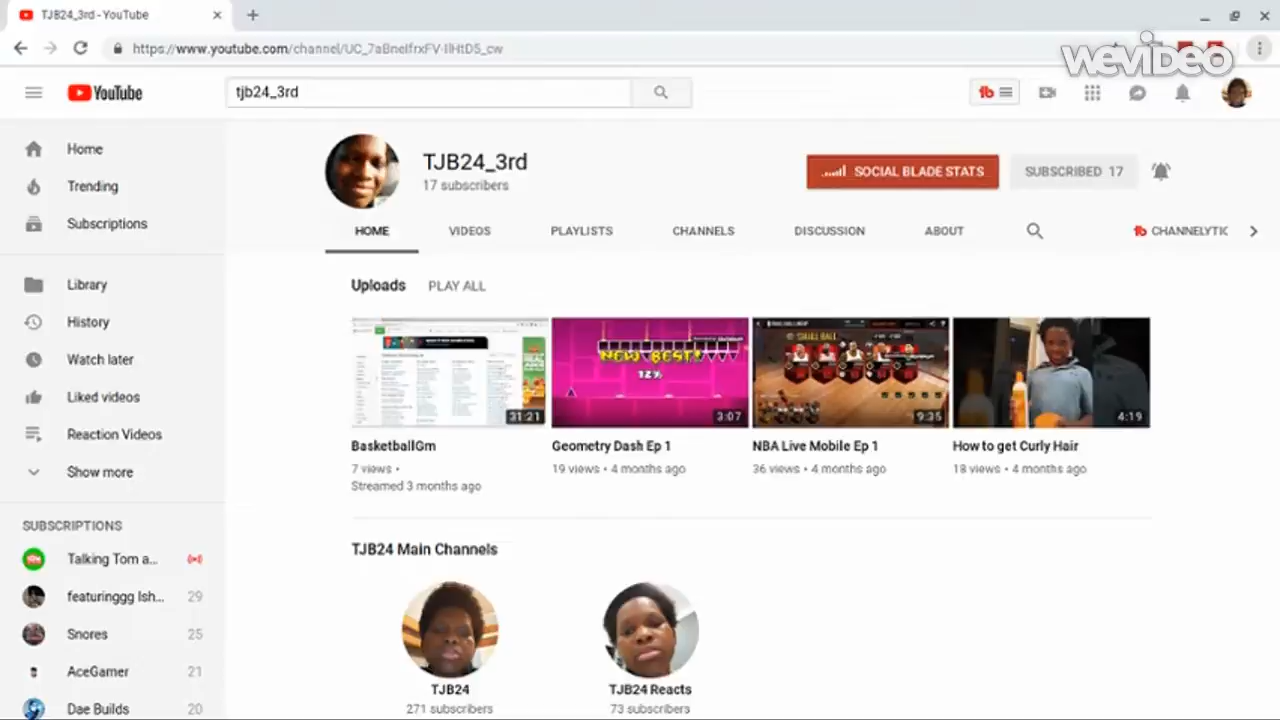 TJB24_3rd - YouTube
https://www.youtube.com/channel/
WeVideo
YouTube
tjb24_3rd
Home
Trending
Subscriptions
Library
History
Watch later
Liked videos
Reaction Videos
Show more
SUBSCRIPTIONS
Talking Tom a...
featuringgg Ish... 29
Snores 25
AceGamer 21
Dae Builds 20
TJB24_3rd
17 subscribers
SOCIAL BLADE STATS
SUBSCRIBED 17
HOME VIDEOS PLAYLISTS CHANNELS DISCUSSION ABOUT CHANNELYTIC
Uploads PLAY ALL
NEW BEST!
12%
31:21 3:07 9:35 4:19
BasketballGm Geometry Dash Ep 1 NBA Live Mobile Ep 1 How to get Curly Hair
7 views • 19 views • 4 months ago 36 views • 4 months ago 18 views • 4 months ago
Streamed 3 months ago
TJB24 Main Channels
TJB24 TJB24 Reacts
271 subscribers 73 subscribers